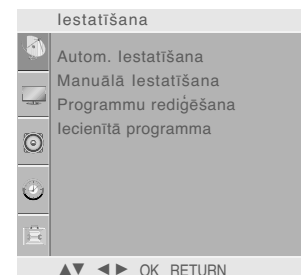 Iestatīšana
Autom. Iestatīšana
Manuālā Iestatīšana
Programmu rediģēšana
Iecienītā programma
▲▼ ◄► OK RETURN